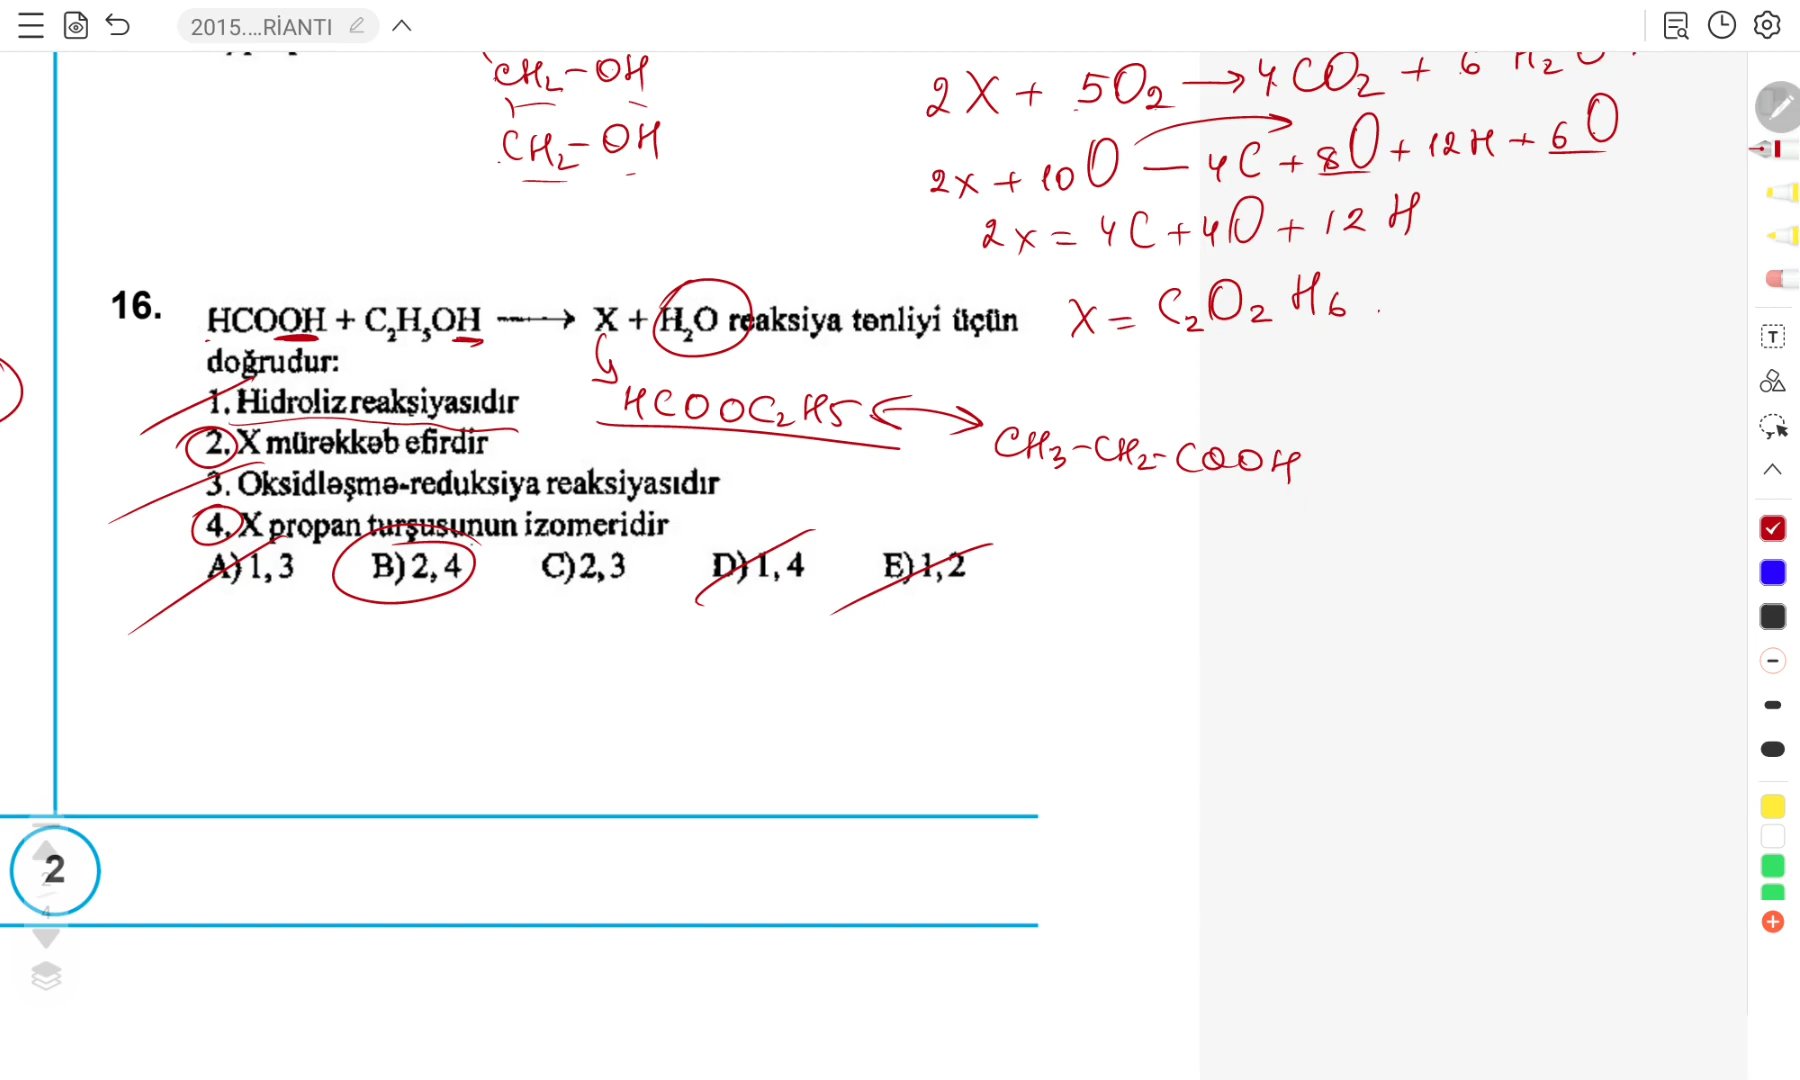 2015....RİANTI
CH₂-OH
CH₂-OH
2X + 5O₂ → 4CO₂ + 6H₂O
2x + 10O — 4C + 8O + 12H + 6O
2x = 4C + 4O + 12H
X = C₂O₂H₆.
16. HCOOH + C₂H₅OH ⟶ X + H₂O reaksiya tənliyi üçün
doğrudur:
1. Hidroliz reaksiyasıdır
HCOOC₂H5
2. X mürəkkəb efirdir
CH₃-CH₂-COOH
3. Oksidləşmə-reduksiya reaksiyasıdır
4. X propan turşusunun izomeridir
A) 1, 3 B) 2, 4 C) 2, 3 D) 1, 4 E) 1, 2
2
2
4
T